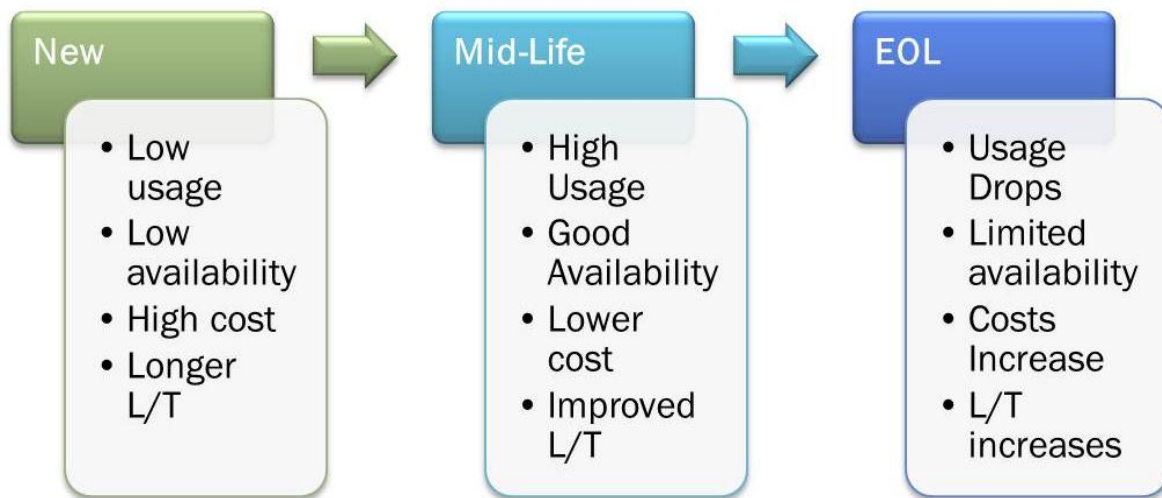 New
• Low
usage
• Low
availability
• High cost
• Longer
L/T
Mid-Life
• High
Usage
• Good
Availability
• Lower
cost
• Improved
L/T
EOL
• Usage
Drops
• Limited
availability
• Costs
Increase
• L/T
increases